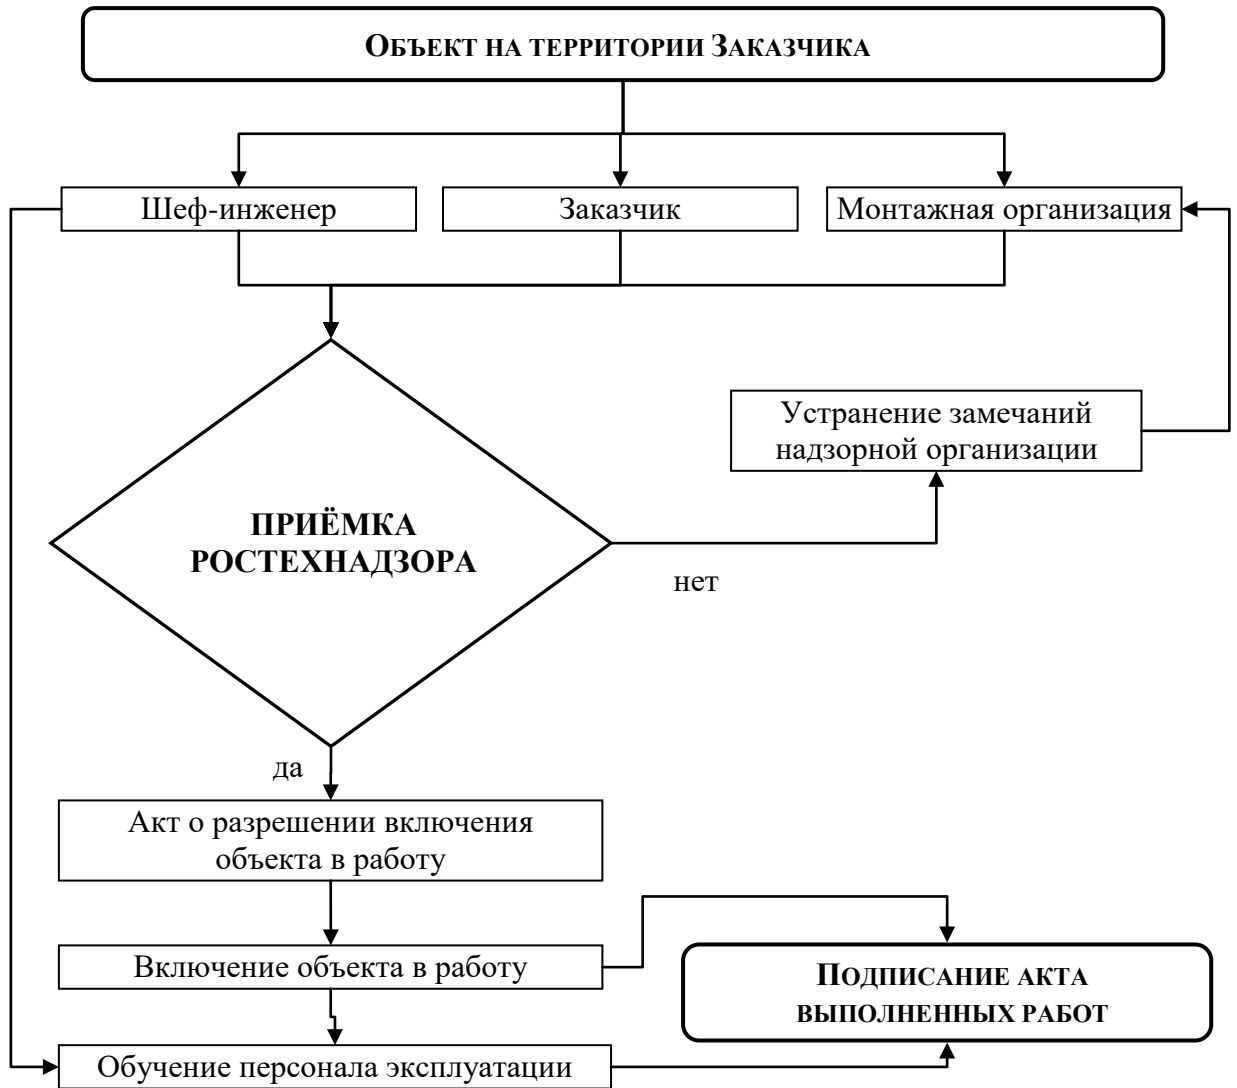 ОБЪЕКТ НА ТЕРРИТОРИИ ЗАКАЗЧИКА
Шеф-инженер
Заказчик
Монтажная организация
Устранение замечаний
надзорной организации
ПРИЁМКА
РОСТЕХНАДЗОРА
нет
да
Акт о разрешении включения
объекта в работу
Включение объекта в работу
ПОДПИСАНИЕ АКТА
ВЫПОЛНЕННЫХ РАБОТ
Обучение персонала эксплуатации